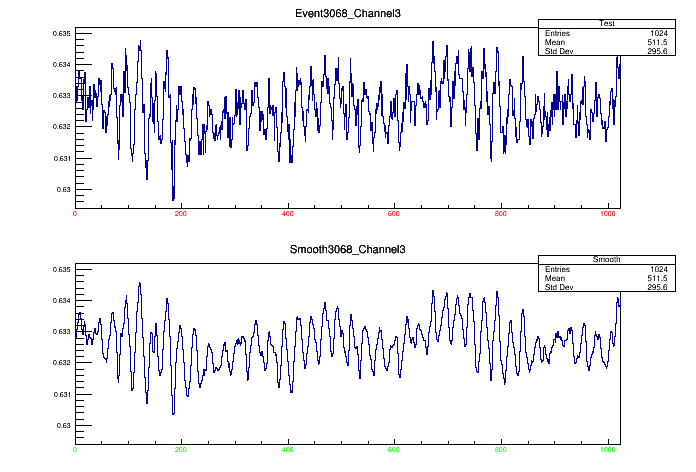 Event3068_Channel3
Test
Entries 1024
Mean 511.5
Std Dev 295.6
0.635
0.634
0.633
0.632
0.631
0.63
0 200 400 600 800 1000
Smooth3068_Channel3
Smooth
Entries 1024
Mean 511.5
Std Dev 295.6
0.635
0.634
0.633
0.632
0.631
0.63
0 200 400 600 800 1000